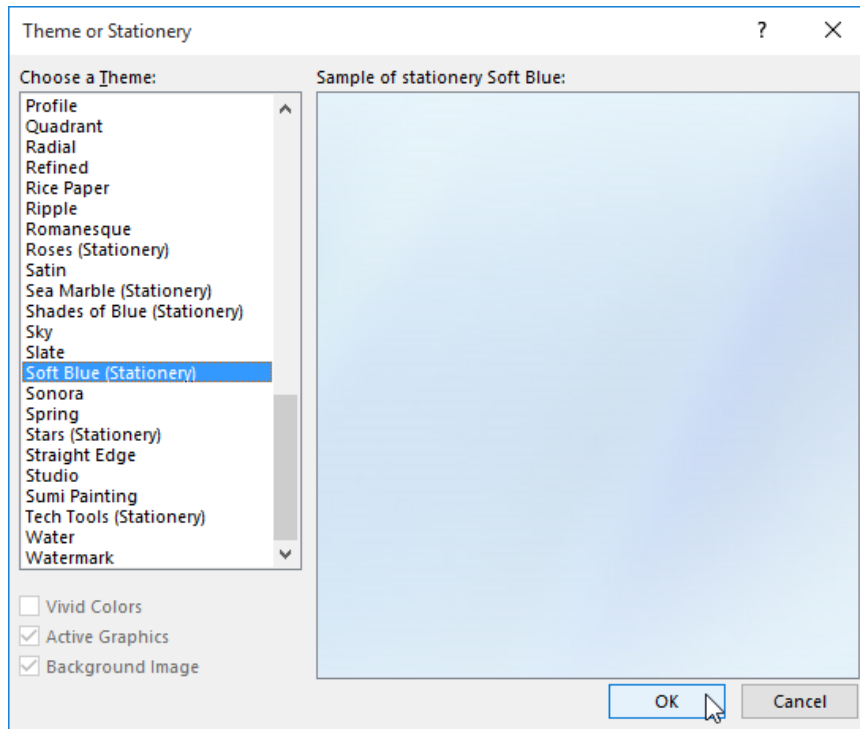 Theme or Stationery
?
Choose a Theme:
Sample of stationery Soft Blue:
Profile
Quadrant
Radial
Refined
Rice Paper
Ripple
Romanesque
Roses (Stationery)
Satin
Sea Marble (Stationery)
Shades of Blue (Stationery)
Sky
Slate
Soft Blue (Stationery)
Sonora
Spring
Stars (Stationery)
Straight Edge
Studio
Sumi Painting
Tech Tools (Stationery)
Water
Watermark
Vivid Colors
Active Graphics
Background Image
OK
Cancel